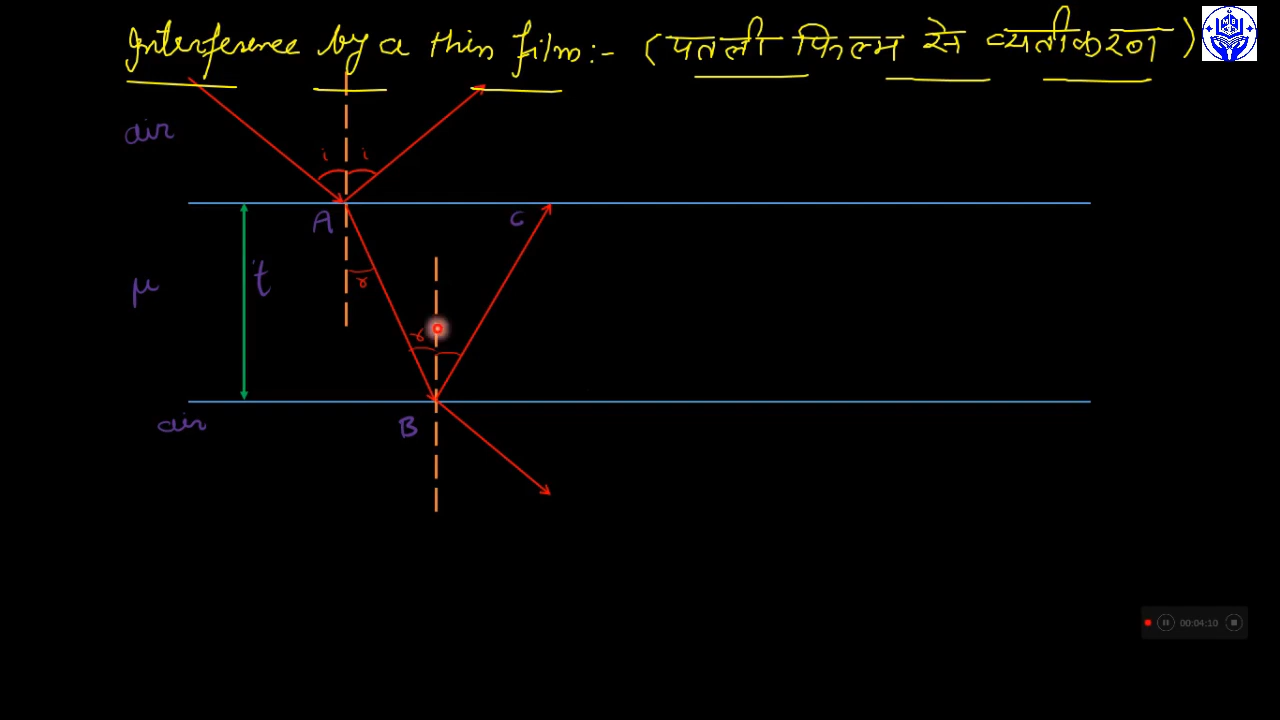 Interference by a thin film:- (पतली फिल्म से व्यतीकरण)
air
i i
A C
μ t r
r
air B
00:04:10